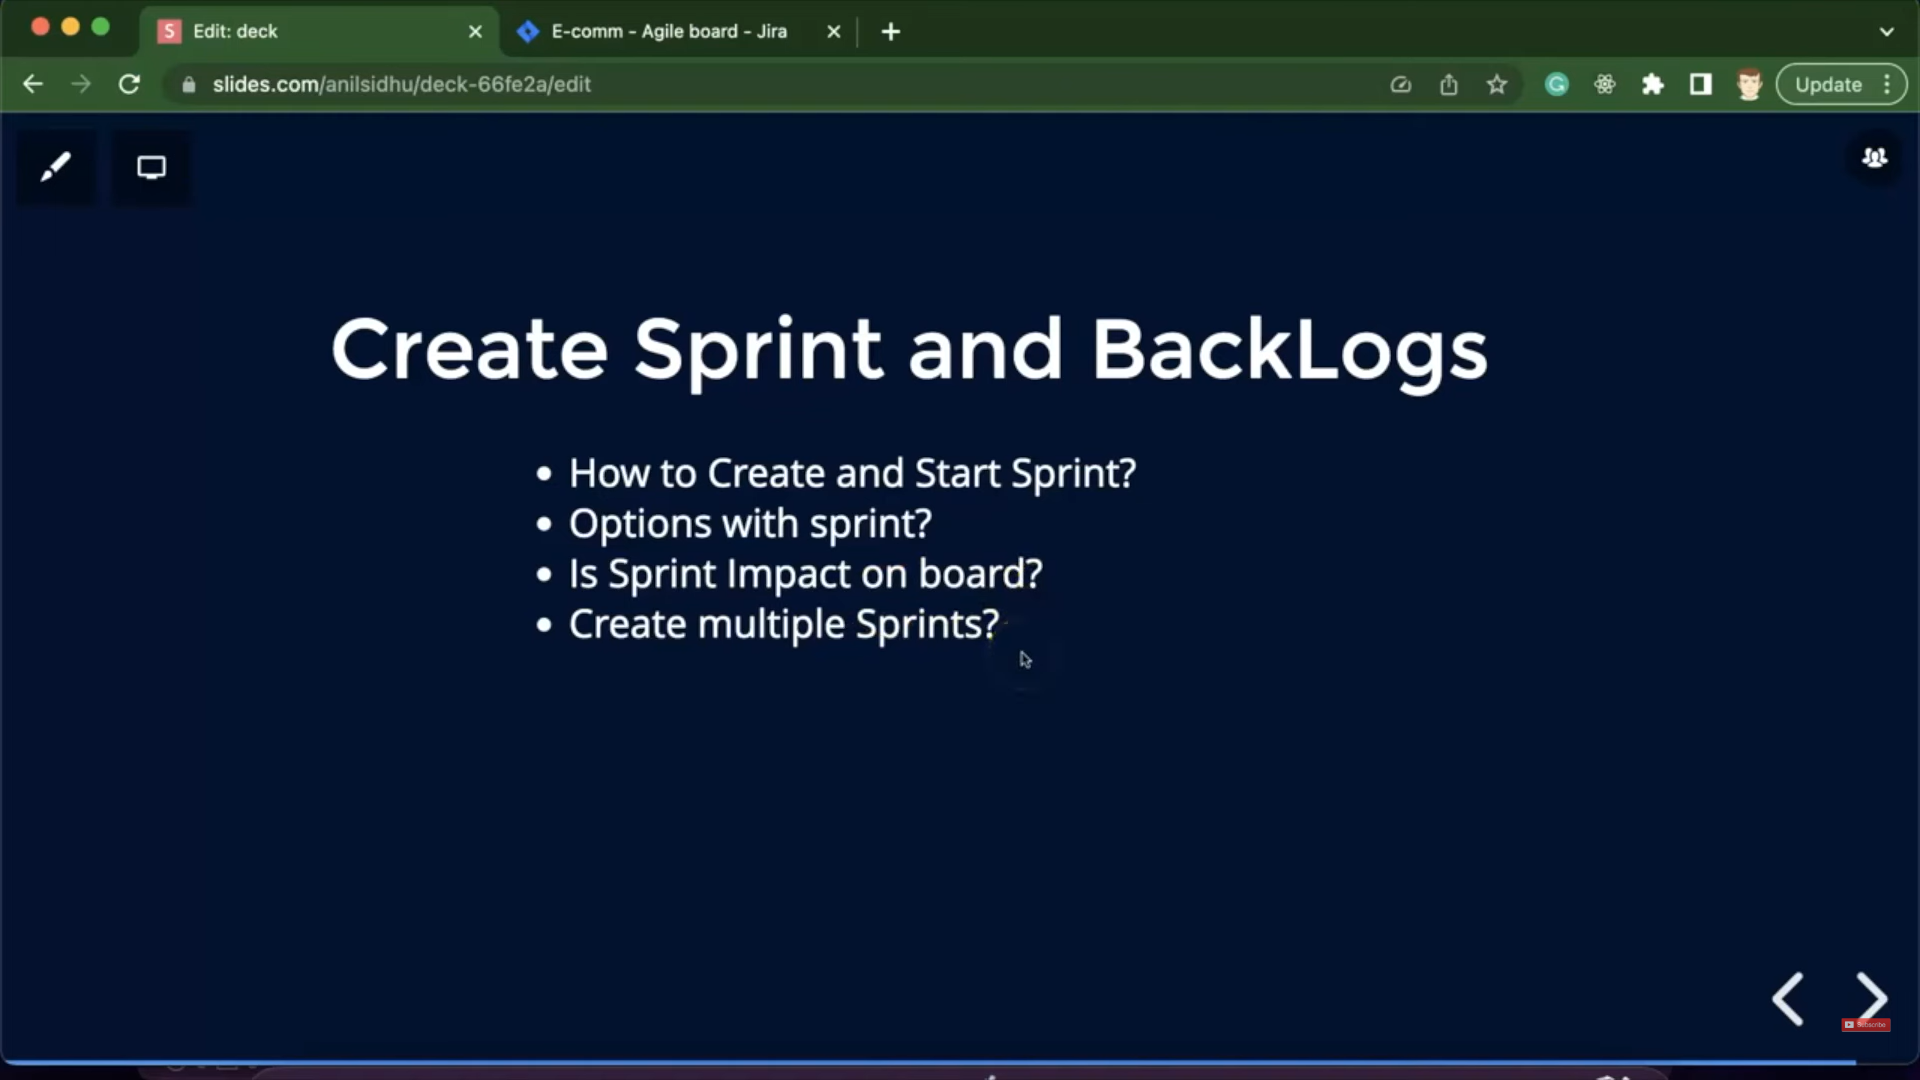 S Edit: deck
E-comm - Agile board - Jira
slides.com/anilsidhu/deck-66fe2a/edit
Update
Create Sprint and BackLogs
• How to Create and Start Sprint?
• Options with sprint?
• Is Sprint Impact on board?
• Create multiple Sprints?
Subscribe